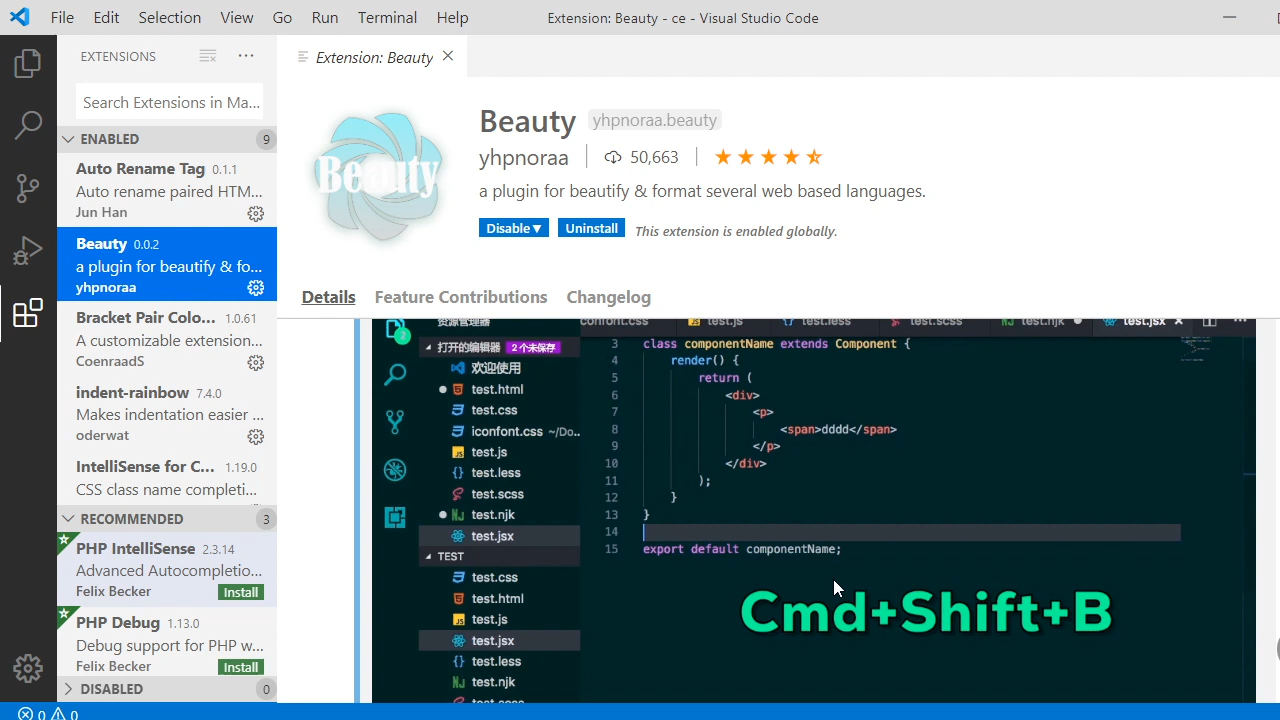 File Edit Selection View Go Run Terminal Help Extension: Beauty - ce - Visual Studio Code
EXTENSIONS
Search Extensions in Ma...
ENABLED 9
Auto Rename Tag 0.1.1
Auto rename paired HTM...
Jun Han
Beauty 0.0.2
a plugin for beautify & fo...
yhpnoraa
Bracket Pair Colo... 1.0.61
A customizable extension...
CoenraadS
indent-rainbow 7.4.0
Makes indentation easier ...
oderwat
IntelliSense for C... 1.19.0
CSS class name completi...
RECOMMENDED 3
PHP IntelliSense 2.3.14
Advanced Autocompletio...
Felix Becker Install
PHP Debug 1.13.0
Debug support for PHP w...
Felix Becker Install
DISABLED 0
0 0
Extension: Beauty
Beauty
Beauty yhpnoraa.beauty
yhpnoraa 50,663
a plugin for beautify & format several web based languages.
Disable Uninstall This extension is enabled globally.
Details Feature Contributions Changelog
2
资源管理器
打开的编辑器 2 个未保存
欢迎使用
test.html
test.css
iconfont.css ~/Do...
test.js
test.less
test.scss
test.njk
test.jsx
TEST
test.css
test.html
test.js
test.jsx
test.less
test.njk
test.scss
confont.css test.js test.less test.scss test.njk test.jsx
3 class componentName extends Component {
4 render() {
5 return (
6 <div>
7 <p>
8 <span>dddd</span>
9 </p>
10 </div>
11 );
12 }
13 }
14
15 export default componentName;
Cmd+Shift+B